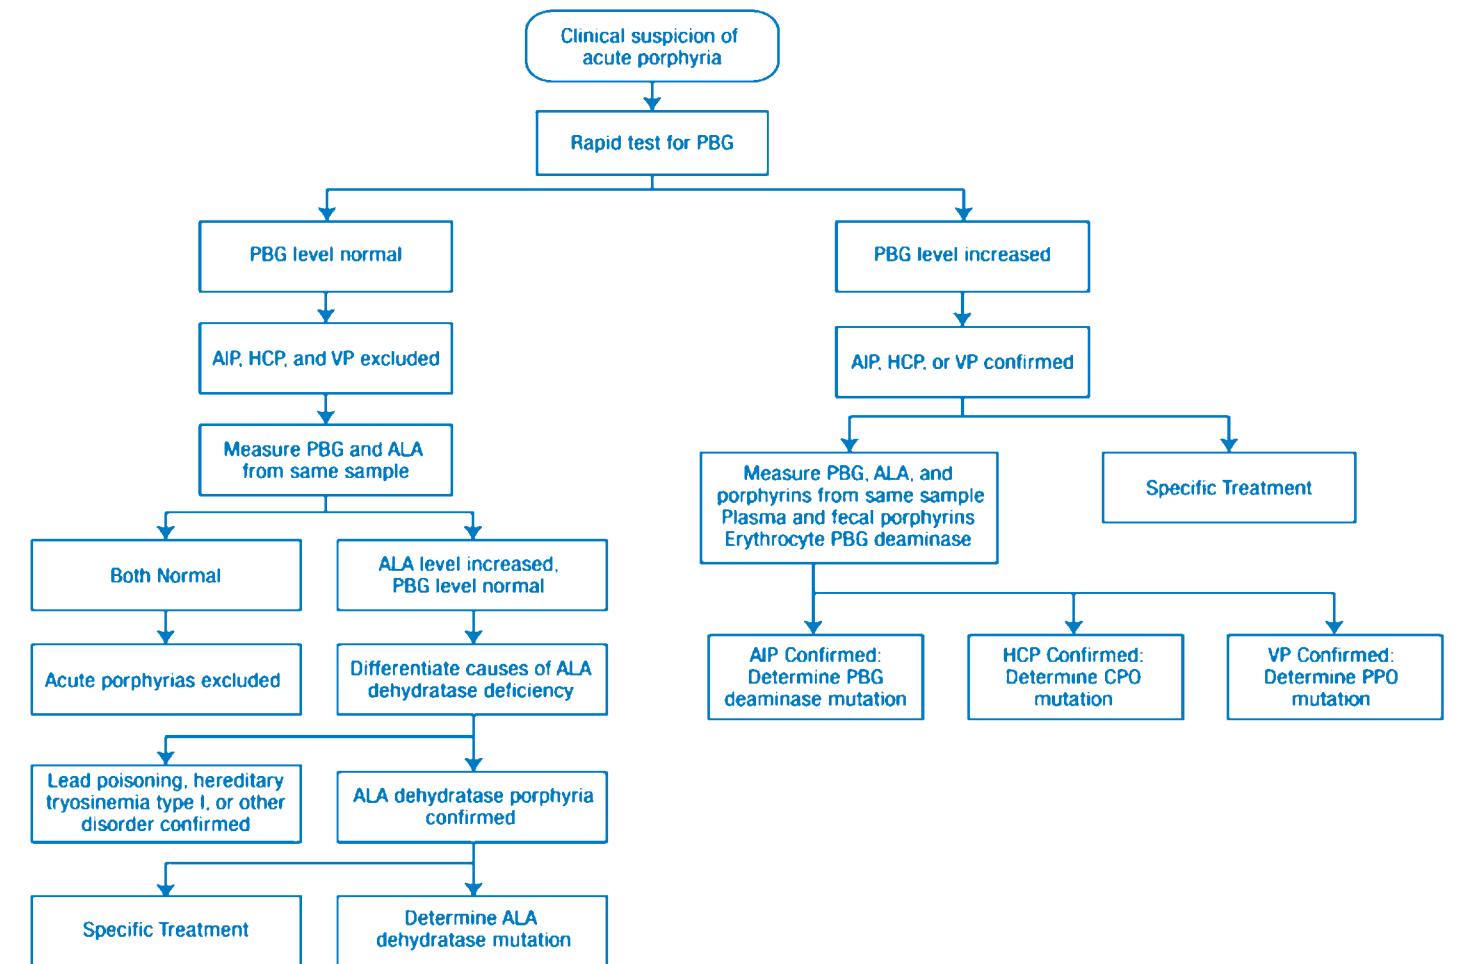 Clinical suspicion of
acute porphyria
Rapid test for PBG
PBG level normal
PBG level increased
AIP, HCP, and VP excluded
AIP, HCP, or VP confirmed
Measure PBG and ALA
from same sample
Measure PBG, ALA, and
porphyrins from same sample
Plasma and fecal porphyrins
Erythrocyte PBG deaminase
Specific Treatment
Both Normal
ALA level increased,
PBG level normal
Acute porphyrias excluded
Differentiate causes of ALA
dehydratase deficiency
AIP Confirmed:
Determine PBG
deaminase mutation
HCP Confirmed:
Determine CPO
mutation
VP Confirmed:
Determine PPO
mutation
Lead poisoning, hereditary
tryosinemia type I, or other
disorder confirmed
ALA dehydratase porphyria
confirmed
Specific Treatment
Determine ALA
dehydratase mutation